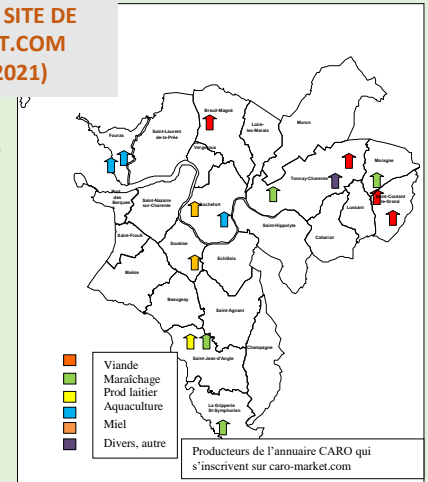 SITE DE
T.COM
2021)
Breuil-Magné
Loire-
les-Marais
Muron
Saint-Laurent
de-la-Prée
Fouras
Vergeroux
Moragne
Tonnay-Charente
Port
des
Barques
Saint-Nazaire
sur-Charente
Rochefort
Saint-Coutant
le-Grand
Lussant
Saint-Hippolyte
Cabariot
Saint-Froult
Soubise
Echillais
Moëze
Beaugeay
Saint-Agnant
Champagne
Saint-Jean-d'Angle
La Gripperie
St-Symphorien
Viande
Maraîchage
Prod laitier
Aquaculture
Miel
Divers, autre
Producteurs de l'annuaire CARO qui
s'inscrivent sur caro-market.com